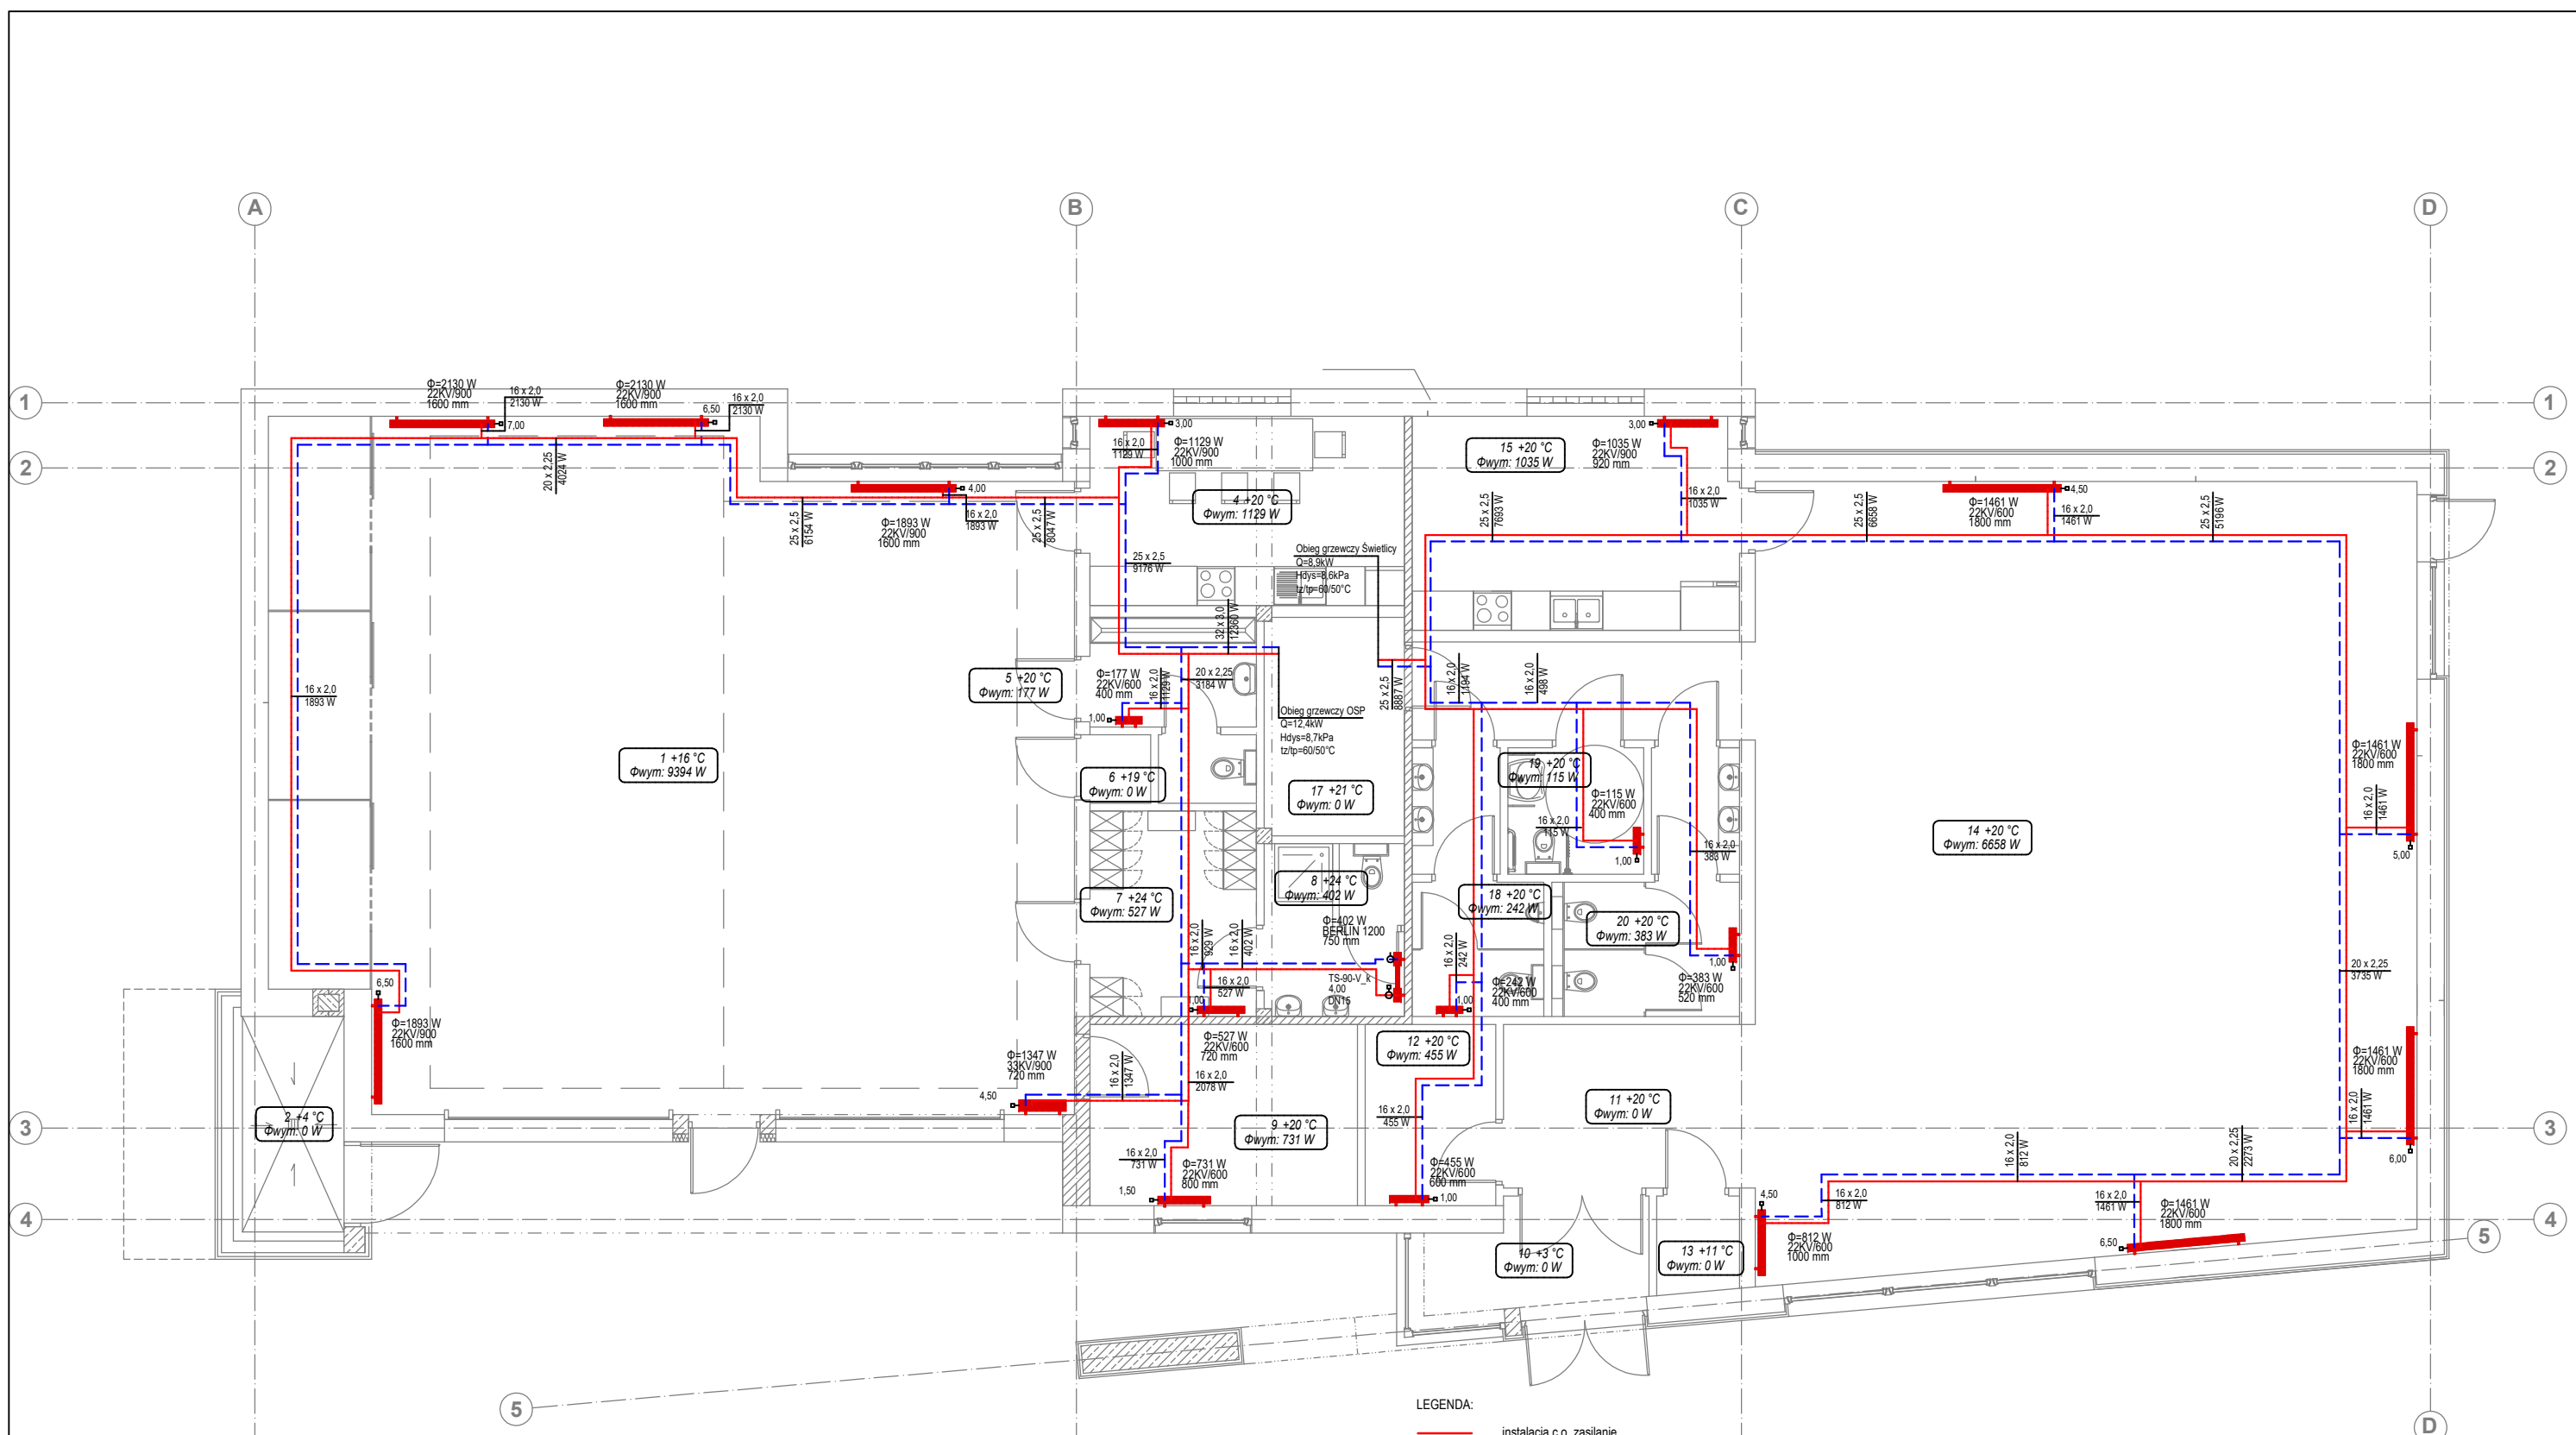 A
B
C
D
1
1
2
2
3
3
4
4
5
5
D
Φ=2130 W
22KV/900
1600 mm
16 x 2,0
2130 W
7,00
Φ=2130 W
22KV/900
1600 mm
6,50
16 x 2,0
2130 W
20 x 2,25
4024 W
4,00
25 x 2,5
6154 W
Φ=1893 W
22KV/900
1600 mm
16 x 2,0
1893 W
25 x 2,5
8047 W
16 x 2,0
1129 W
3,00
Φ=1129 W
22KV/900
1000 mm
4 +20 °C
Φwym: 1129 W
25 x 2,5
9176 W
Obieg grzewczy Świetlicy
Q=8,9kW
Hdys=8,6kPa
tz/tp=60/50°C
32 x 3,0
12360 W
15 +20 °C
Φwym: 1035 W
3,00
Φ=1035 W
22KV/900
920 mm
25 x 2,5
7693 W
16 x 2,0
1035 W
25 x 2,5
6658 W
Φ=1461 W
22KV/600
1800 mm
4,50
16 x 2,0
1461 W
25 x 2,5
5196 W
16 x 2,0
1893 W
1 +16 °C
Φwym: 9394 W
5 +20 °C
Φwym: 177 W
Φ=177 W
22KV/600
400 mm
1,00
16 x 2,0
1129 W
20 x 2,25
3184 W
Obieg grzewczy OSP
Q=12,4kW
Hdys=8,7kPa
tz/tp=60/50°C
25 x 2,5
8887 W
16 x 2,0
1194 W
16 x 2,0
498 W
6 +19 °C
Φwym: 0 W
17 +21 °C
Φwym: 0 W
19 +20 °C
Φwym: 115 W
Φ=115 W
22KV/600
400 mm
16 x 2,0
115 W
1,00
16 x 2,0
383 W
14 +20 °C
Φwym: 6658 W
Φ=1461 W
22KV/600
1800 mm
16 x 2,0
1461 W
5,00
7 +24 °C
Φwym: 527 W
8 +24 °C
Φwym: 402 W
Φ=402 W
BERLIN 1200
750 mm
18 +20 °C
Φwym: 242 W
20 +20 °C
Φwym: 383 W
16 x 2,0
929 W
16 x 2,0
402 W
16 x 2,0
527 W
1,00
TS-90-V_k
4,00
DN15
16 x 2,0
242 W
Φ=242 W
22KV/600
400 mm
1,00
1,00
Φ=383 W
22KV/600
520 mm
20 x 2,25
3735 W
6,50
Φ=1893 W
22KV/900
1600 mm
Φ=1347 W
33KV/900
720 mm
4,50
16 x 2,0
1347 W
Φ=527 W
22KV/600
720 mm
16 x 2,0
2078 W
12 +20 °C
Φwym: 455 W
Φ=1461 W
22KV/600
1800 mm
16 x 2,0
1461 W
6,00
2 +4 °C
Φwym: 0 W
9 +20 °C
Φwym: 731 W
16 x 2,0
455 W
11 +20 °C
Φwym: 0 W
16 x 2,0
731 W
1,50
Φ=731 W
22KV/600
800 mm
Φ=455 W
22KV/600
600 mm
1,00
16 x 2,0
812 W
20 x 2,25
2273 W
4,50
16 x 2,0
812 W
16 x 2,0
1461 W
Φ=1461 W
22KV/600
1800 mm
6,50
Φ=812 W
22KV/600
1000 mm
10 +3 °C
Φwym: 0 W
13 +11 °C
Φwym: 0 W
LEGENDA:
instalacja c.o. zasilanie